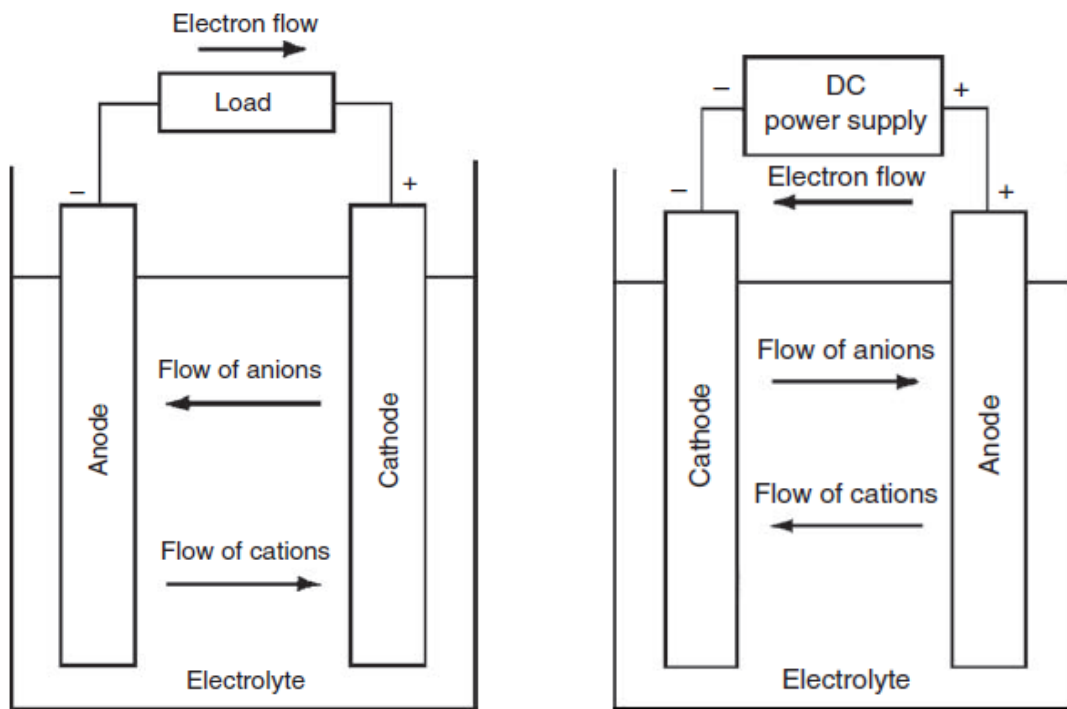 Electron flow
Load
–
+
Flow of anions
Anode
Cathode
Flow of cations
Electrolyte
–
DC
power supply
+
–
Electron flow
+
Flow of anions
Cathode
Anode
Flow of cations
Electrolyte